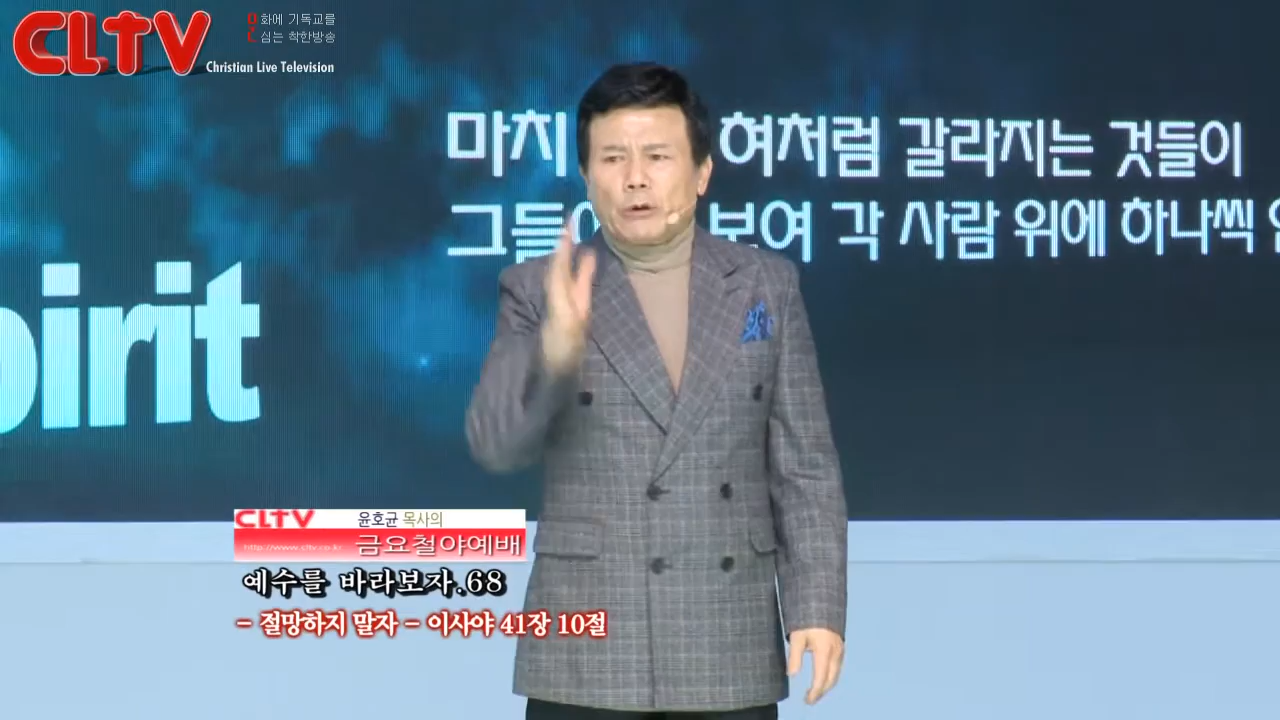 CLTV
문화에 기독교를
심는 착한방송
Christian Live Television
마치 혀처럼 갈라지는 것들이
그들에 보여 각 사람 위에 하나씩
pirit
CLTV 윤호균 목사의
http://www.cltv.co.kr 금요철야예배
예수를 바라보자.68
- 절망하지 말자 - 이사야 41장 10절